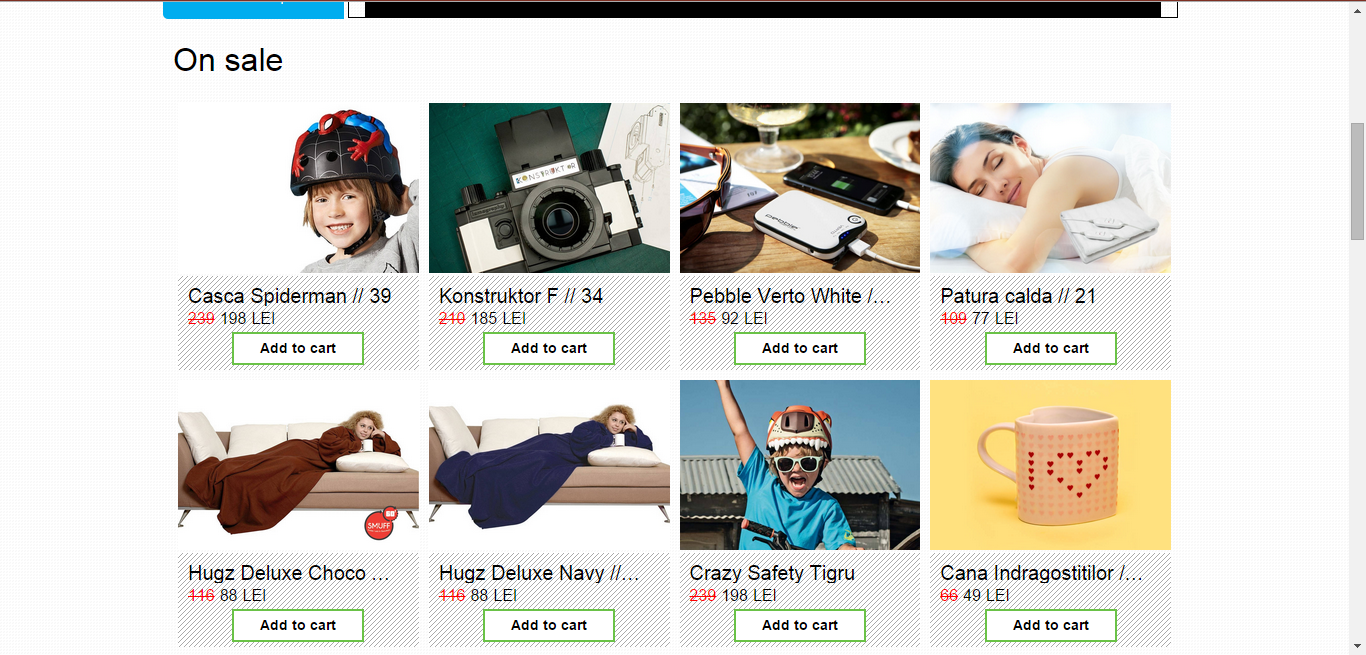 On sale
KONSTRUKTOR
pebble
Casca Spiderman // 39
239 198 LEI
Add to cart
Konstruktor F // 34
210 185 LEI
Add to cart
Pebble Verto White /...
135 92 LEI
Add to cart
Patura calda // 21
109 77 LEI
Add to cart
SMUFF
Hugz Deluxe Choco ...
116 88 LEI
Add to cart
Hugz Deluxe Navy //...
116 88 LEI
Add to cart
Crazy Safety Tigru
239 198 LEI
Add to cart
Cana Indragostitilor /...
66 49 LEI
Add to cart